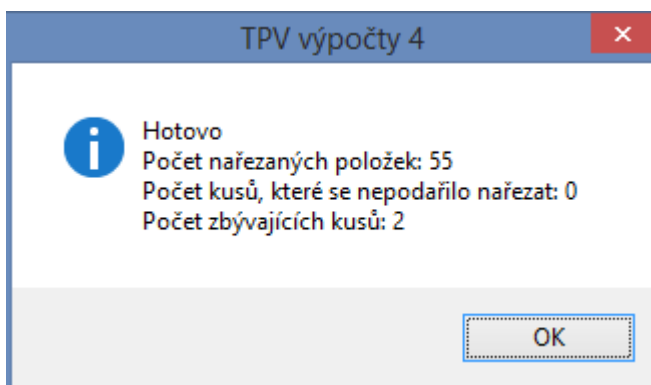 TPV výpočty 4
Hotovo
Počet nařezaných položek: 55
Počet kusů, které se nepodařilo nařezat: 0
Počet zbývajících kusů: 2
OK